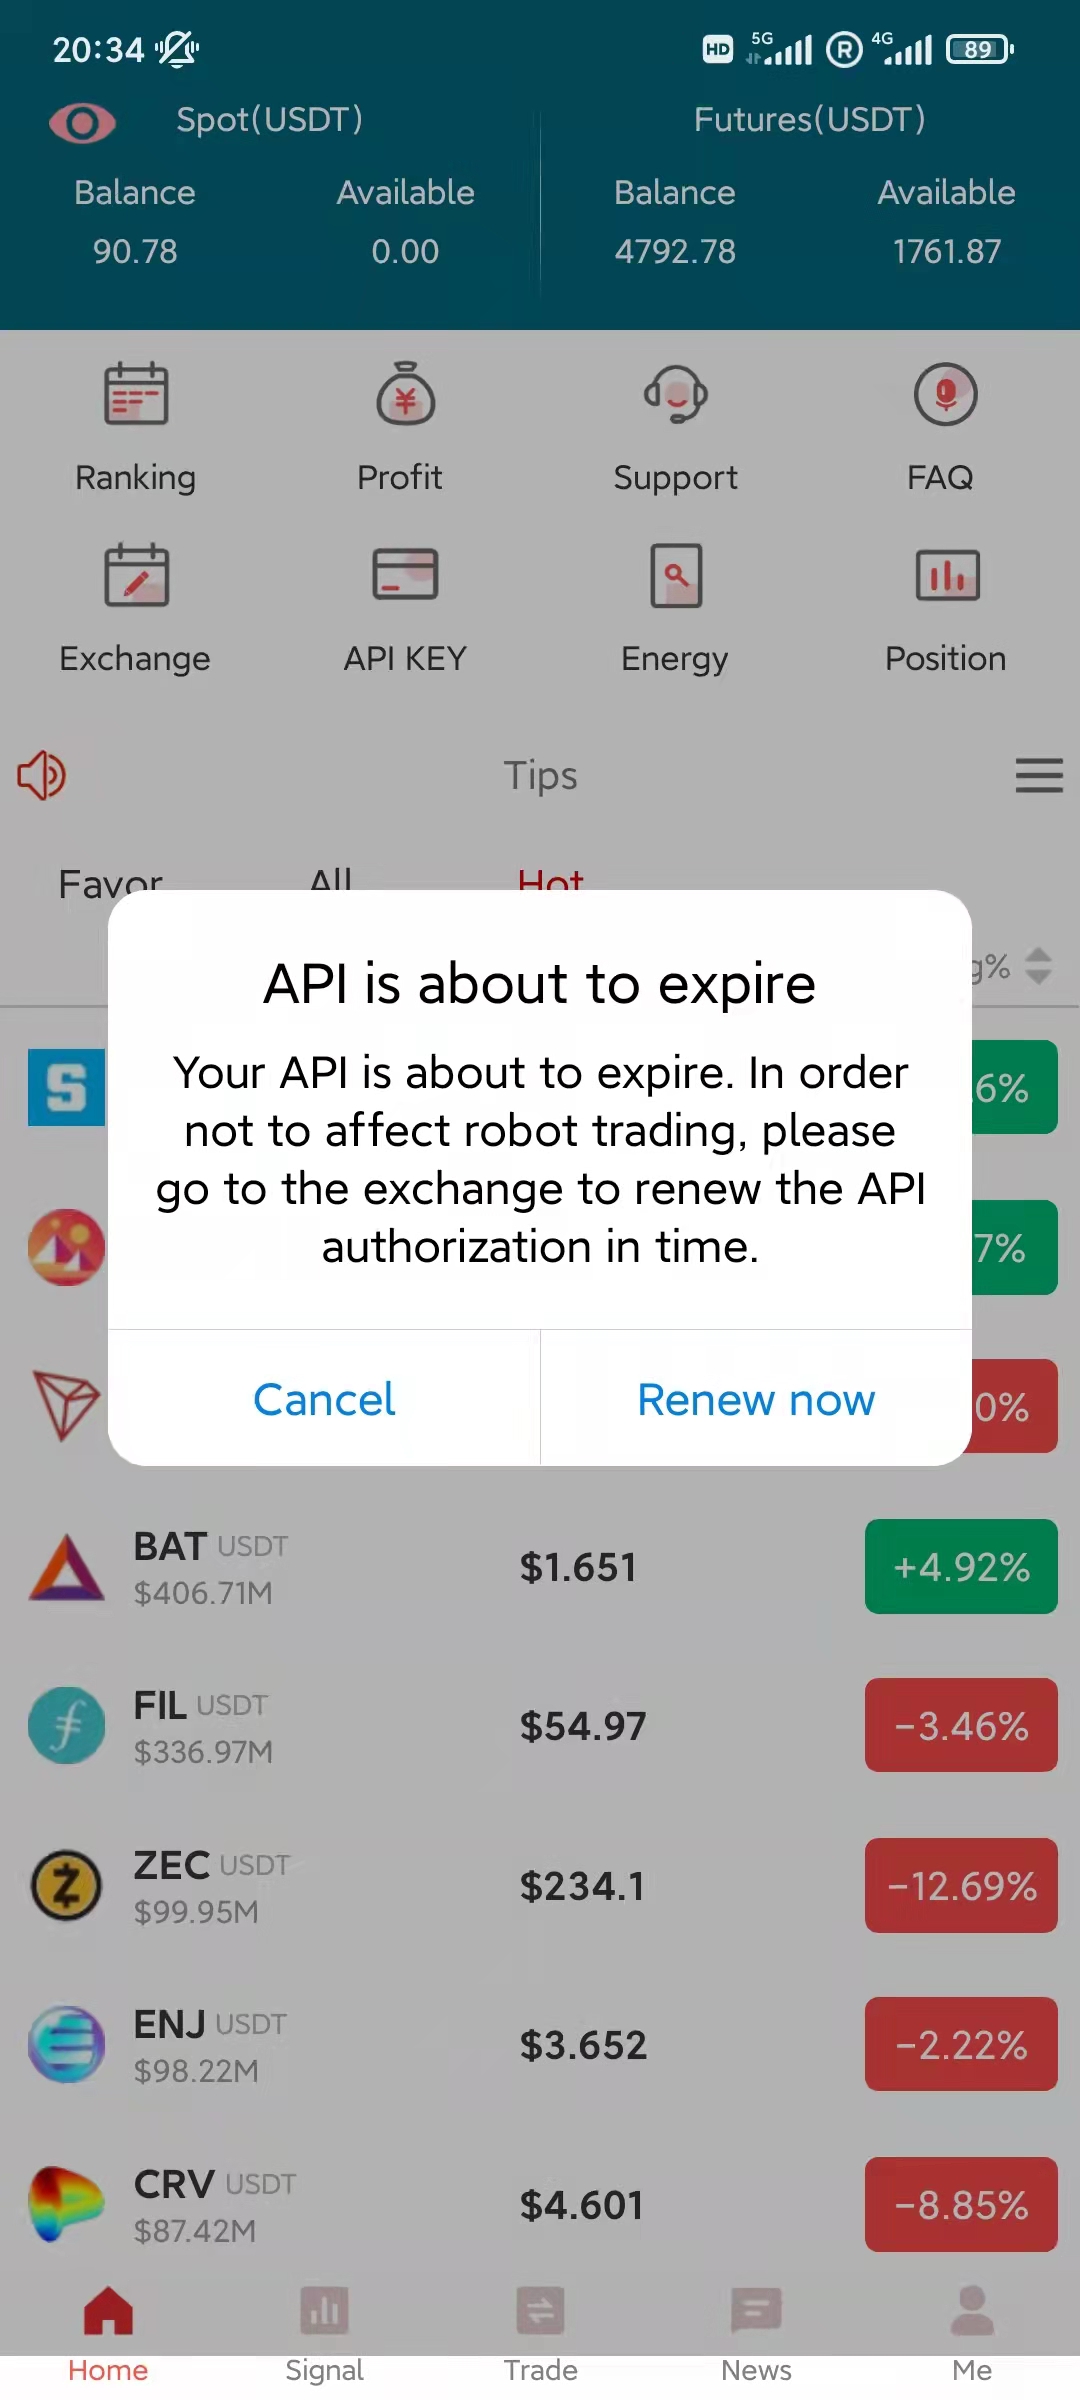 20:34 HD 5G R 4G 89
Spot(USDT) Futures(USDT)
Balance Available Balance Available
90.78 0.00 4792.78 1761.87
Ranking Profit Support FAQ
Exchange API KEY Energy Position
Tips
Favor All Hot
g%
API is about to expire
Your API is about to expire. In order
not to affect robot trading, please
go to the exchange to renew the API
authorization in time.
Cancel Renew now
6%
7%
0%
BAT USDT $1.651 +4.92%
$406.71M
FIL USDT $54.97 -3.46%
$336.97M
ZEC USDT $234.1 -12.69%
$99.95M
ENJ USDT $3.652 -2.22%
$98.22M
CRV USDT $4.601 -8.85%
$87.42M
Home Signal Trade News Me